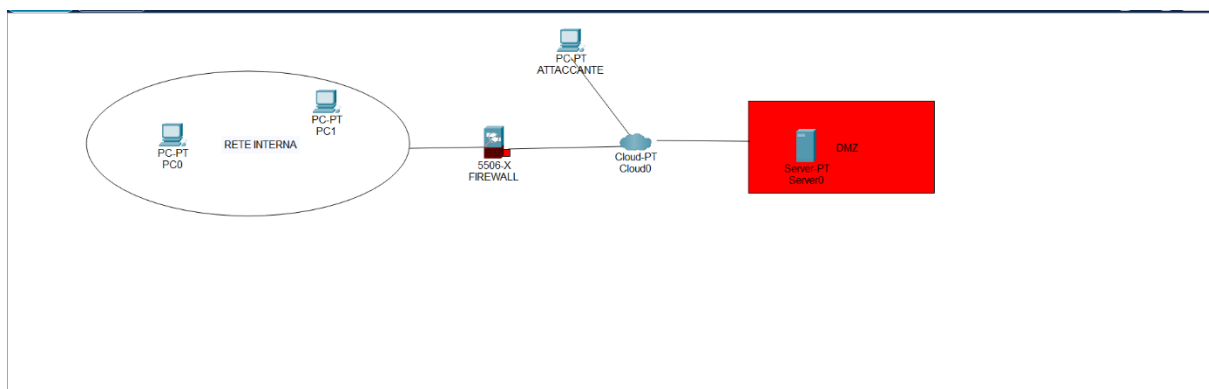 PC-PT
ATTACCANTE
PC-PT
PC1
PC-PT
PC0
RETE INTERNA
5506-X
FIREWALL
Cloud-PT
Cloud0
Server-PT
Server0
DMZ